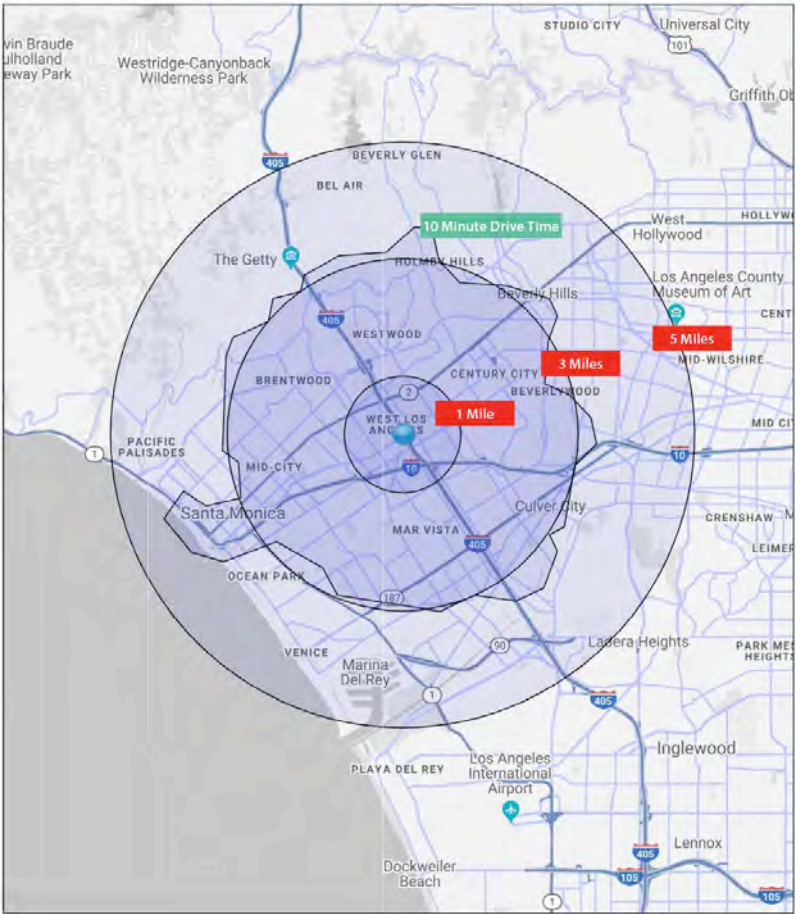 STUDIO CITY
Universal City
101
vin Braude
ulholland
eway Park
Westridge-Canyonback
Wilderness Park
Griffith Ob
405
BEVERLY GLEN
BEL AIR
10 Minute Drive Time
West
Hollywood
HOLLYW
The Getty
HOLMBY HILLS
Los Angeles County
Museum of Art
Beverly Hills
405
CENT
WESTWOOD
5 Miles
MID-WILSHIRE
3 Miles
CENTURY CITY
BRENTWOOD
BEVERLYWOOD
2
1 Mile
WEST LOS
ANGELES
MID CIT
PACIFIC
PALISADES
1
10
MID-CITY
10
Santa Monica
Culver City
CRENSHAW
M
MAR VISTA
405
LEIMER
OCEAN PARK
187
90
Ladera Heights
PARK MES
HEIGHTS
VENICE
Marina
Del Rey
1
405
Inglewood
PLAYA DEL REY
Los Angeles
International
Airport
Lennox
405
Dockweiler
Beach
105
105
1